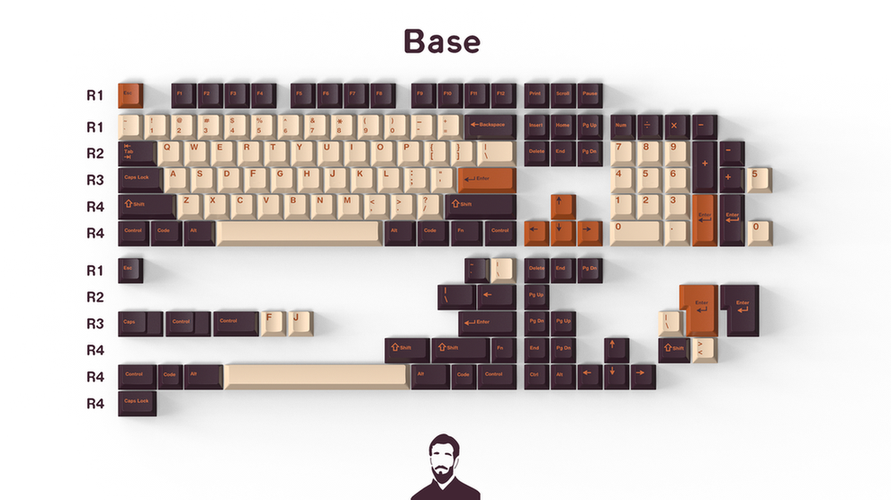 Base
R1 Esc F1 F2 F3 F4 F5 F6 F7 F8 F9 F10 F11 F12 Print Scroll Pause
R1 ~ ! 1 @ 2 # 3 $ 4 % 5 ^ 6 & 7 * 8 ( 9 ) 0 ← Backspace Insert Home Pg Up Num ÷ × −
R2 Tab Q W E R T Y U I O P { [ } ] | \ Delete End Pg Dn 7 8 9 + −
R3 Caps Lock A S D F G H J K L Enter 4 5 6 + 5
R4 Shift Z X C V B N M < > ? / Shift ↑ 1 2 3 Enter Enter
R4 Control Code Alt Alt Code Fn Control ← ↓ → 0 . 0
R1 Esc | \ Delete End Pg Dn
R2 | \ ← Pg Up Enter Enter
R3 Caps Control Control F J Enter Pg Dn Pg Up | \
R4 Shift Shift Fn End Pg Dn ↑ Shift > <
R4 Control Code Alt Alt Code Control Ctrl Alt ← ↓ →
R4 Caps Lock